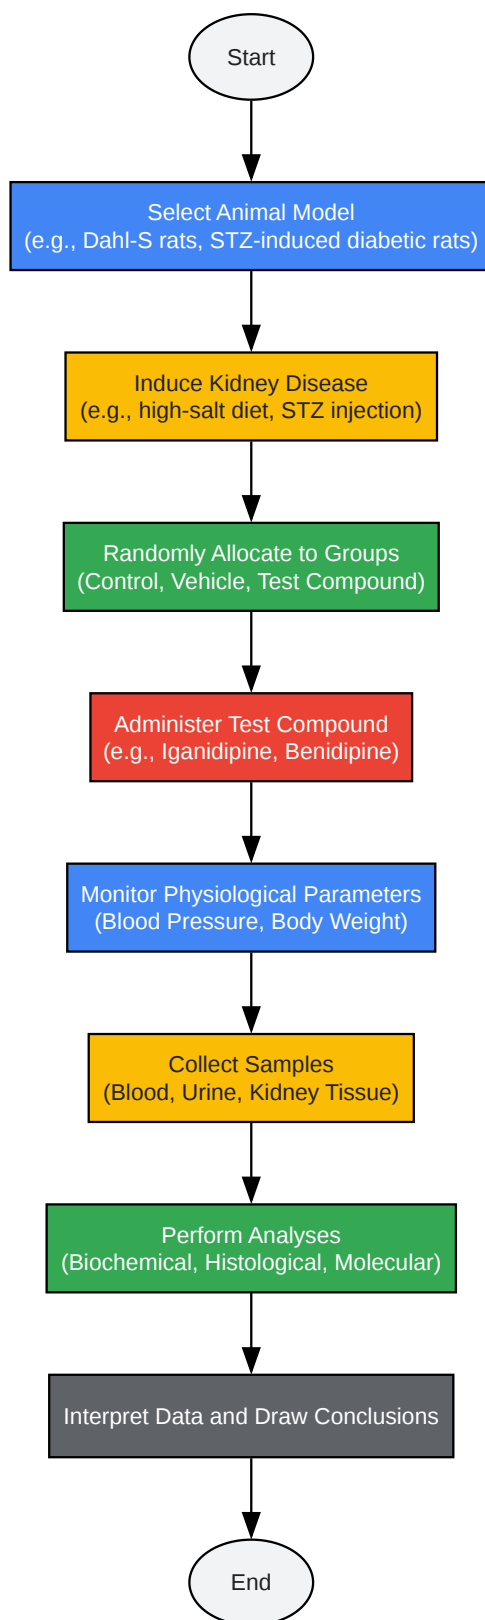 Start
Select Animal Model
(e.g., Dahl-S rats, STZ-induced diabetic rats)
Induce Kidney Disease
(e.g., high-salt diet, STZ injection)
Randomly Allocate to Groups
(Control, Vehicle, Test Compound)
Administer Test Compound
(e.g., Iganidipine, Benidipine)
Monitor Physiological Parameters
(Blood Pressure, Body Weight)
Collect Samples
(Blood, Urine, Kidney Tissue)
Perform Analyses
(Biochemical, Histological, Molecular)
Interpret Data and Draw Conclusions
End